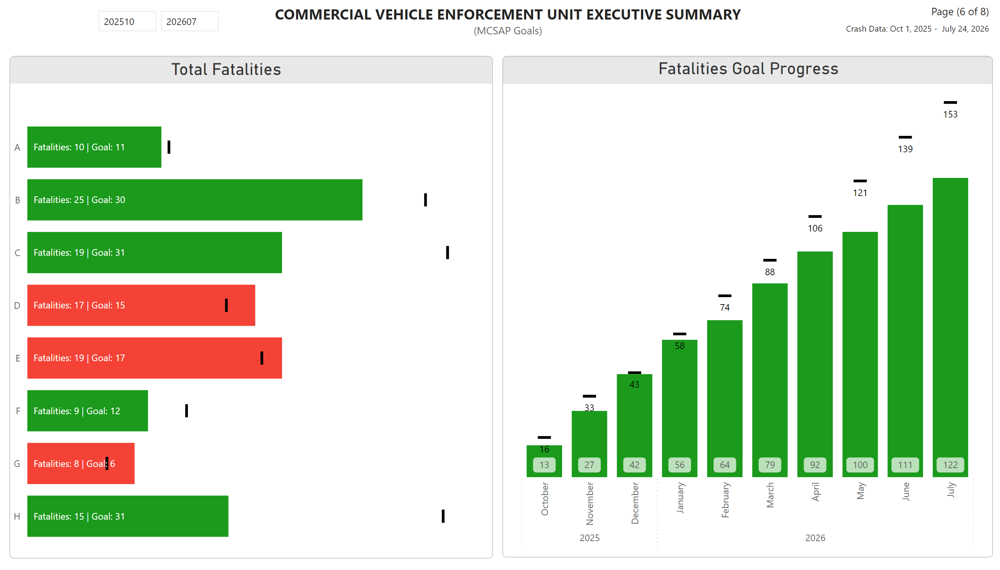 202510
202607
COMMERCIAL VEHICLE ENFORCEMENT UNIT EXECUTIVE SUMMARY
(MCSAP Goals)
Page (6 of 8)
Crash Data: Oct 1, 2025 - July 24, 2026
Total Fatalities
A
Fatalities: 10 | Goal: 11
B
Fatalities: 25 | Goal: 30
C
Fatalities: 19 | Goal: 31
D
Fatalities: 17 | Goal: 15
E
Fatalities: 19 | Goal: 17
F
Fatalities: 9 | Goal: 12
G
Fatalities: 8 | Goal: 6
H
Fatalities: 15 | Goal: 31
Fatalities Goal Progress
153
139
121
106
88
74
58
43
33
16
13
27
42
56
64
79
92
100
111
122
October
November
December
January
February
March
April
May
June
July
2025
2026